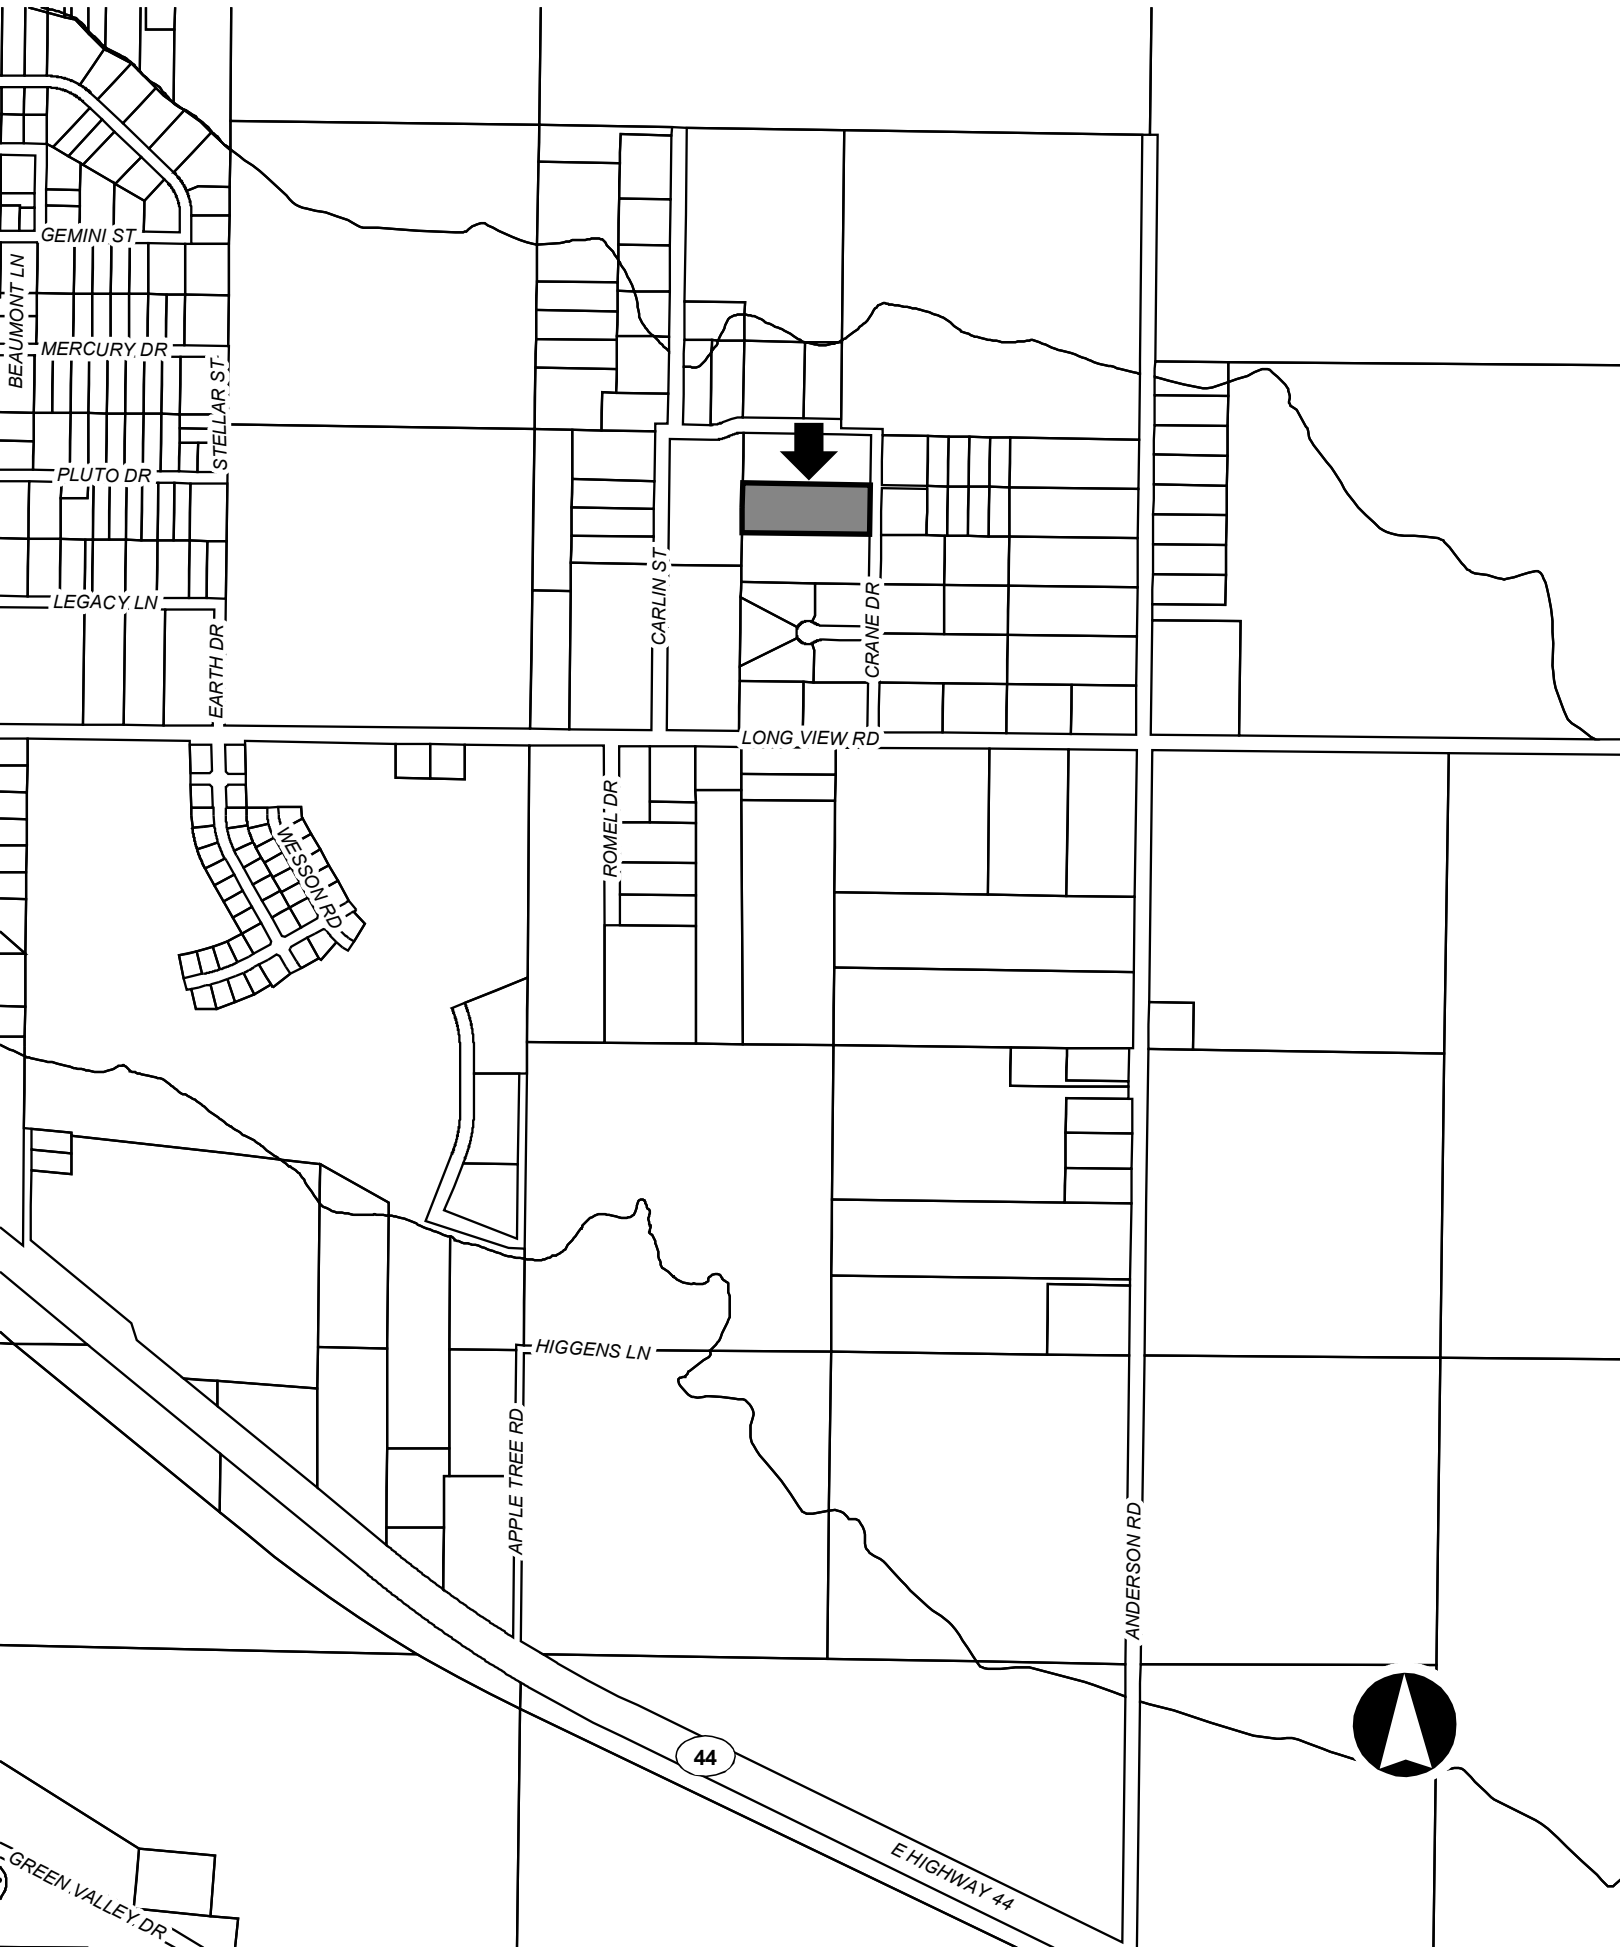 GEMINI ST
BEAUMONT LN
MERCURY DR
STELLAR ST
PLUTO DR
CARLIN ST
LEGACY LN
CRANE DR
EARTH DR
LONG VIEW RD
ROMEL DR
WESSON RD
HIGGENS LN
APPLE TREE RD
ANDERSON RD
44
E HIGHWAY 44
GREEN VALLEY DR